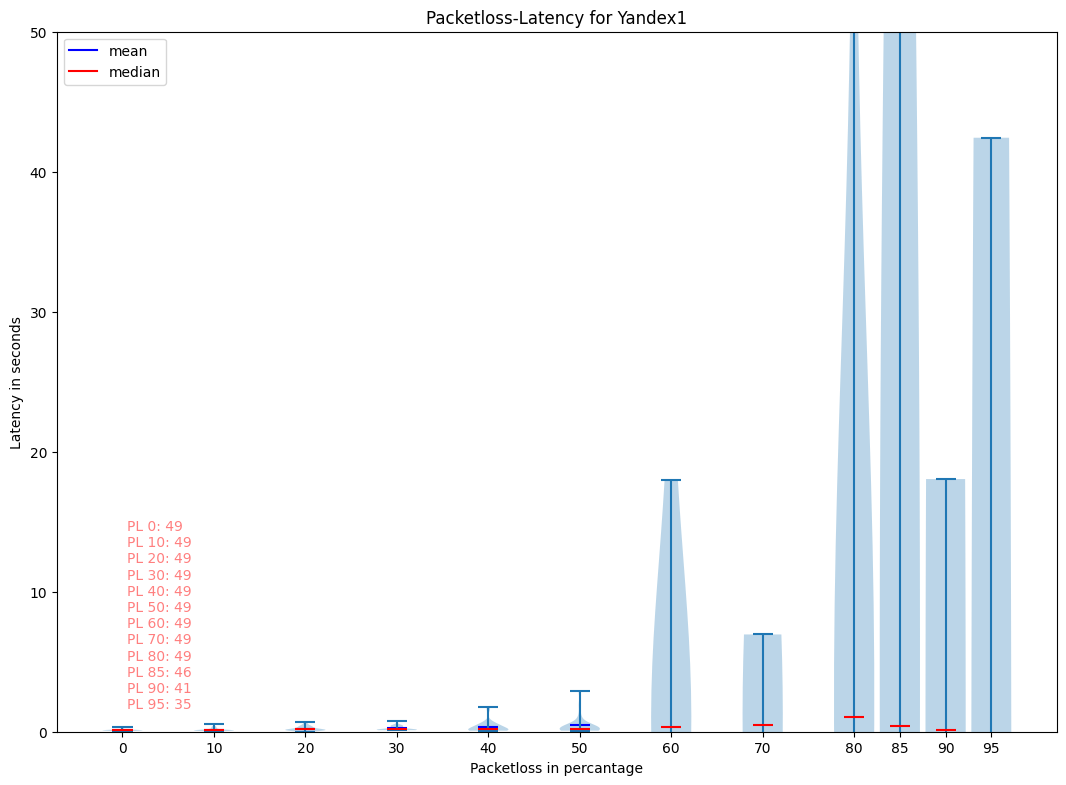 Packetloss-Latency for Yandex1
50
40
30
20
10
0
Latency in seconds
mean
median
PL 0: 49
PL 10: 49
PL 20: 49
PL 30: 49
PL 40: 49
PL 50: 49
PL 60: 49
PL 70: 49
PL 80: 49
PL 85: 46
PL 90: 41
PL 95: 35
0 10 20 30 40 50 60 70 80 85 90 95
Packetloss in percantage